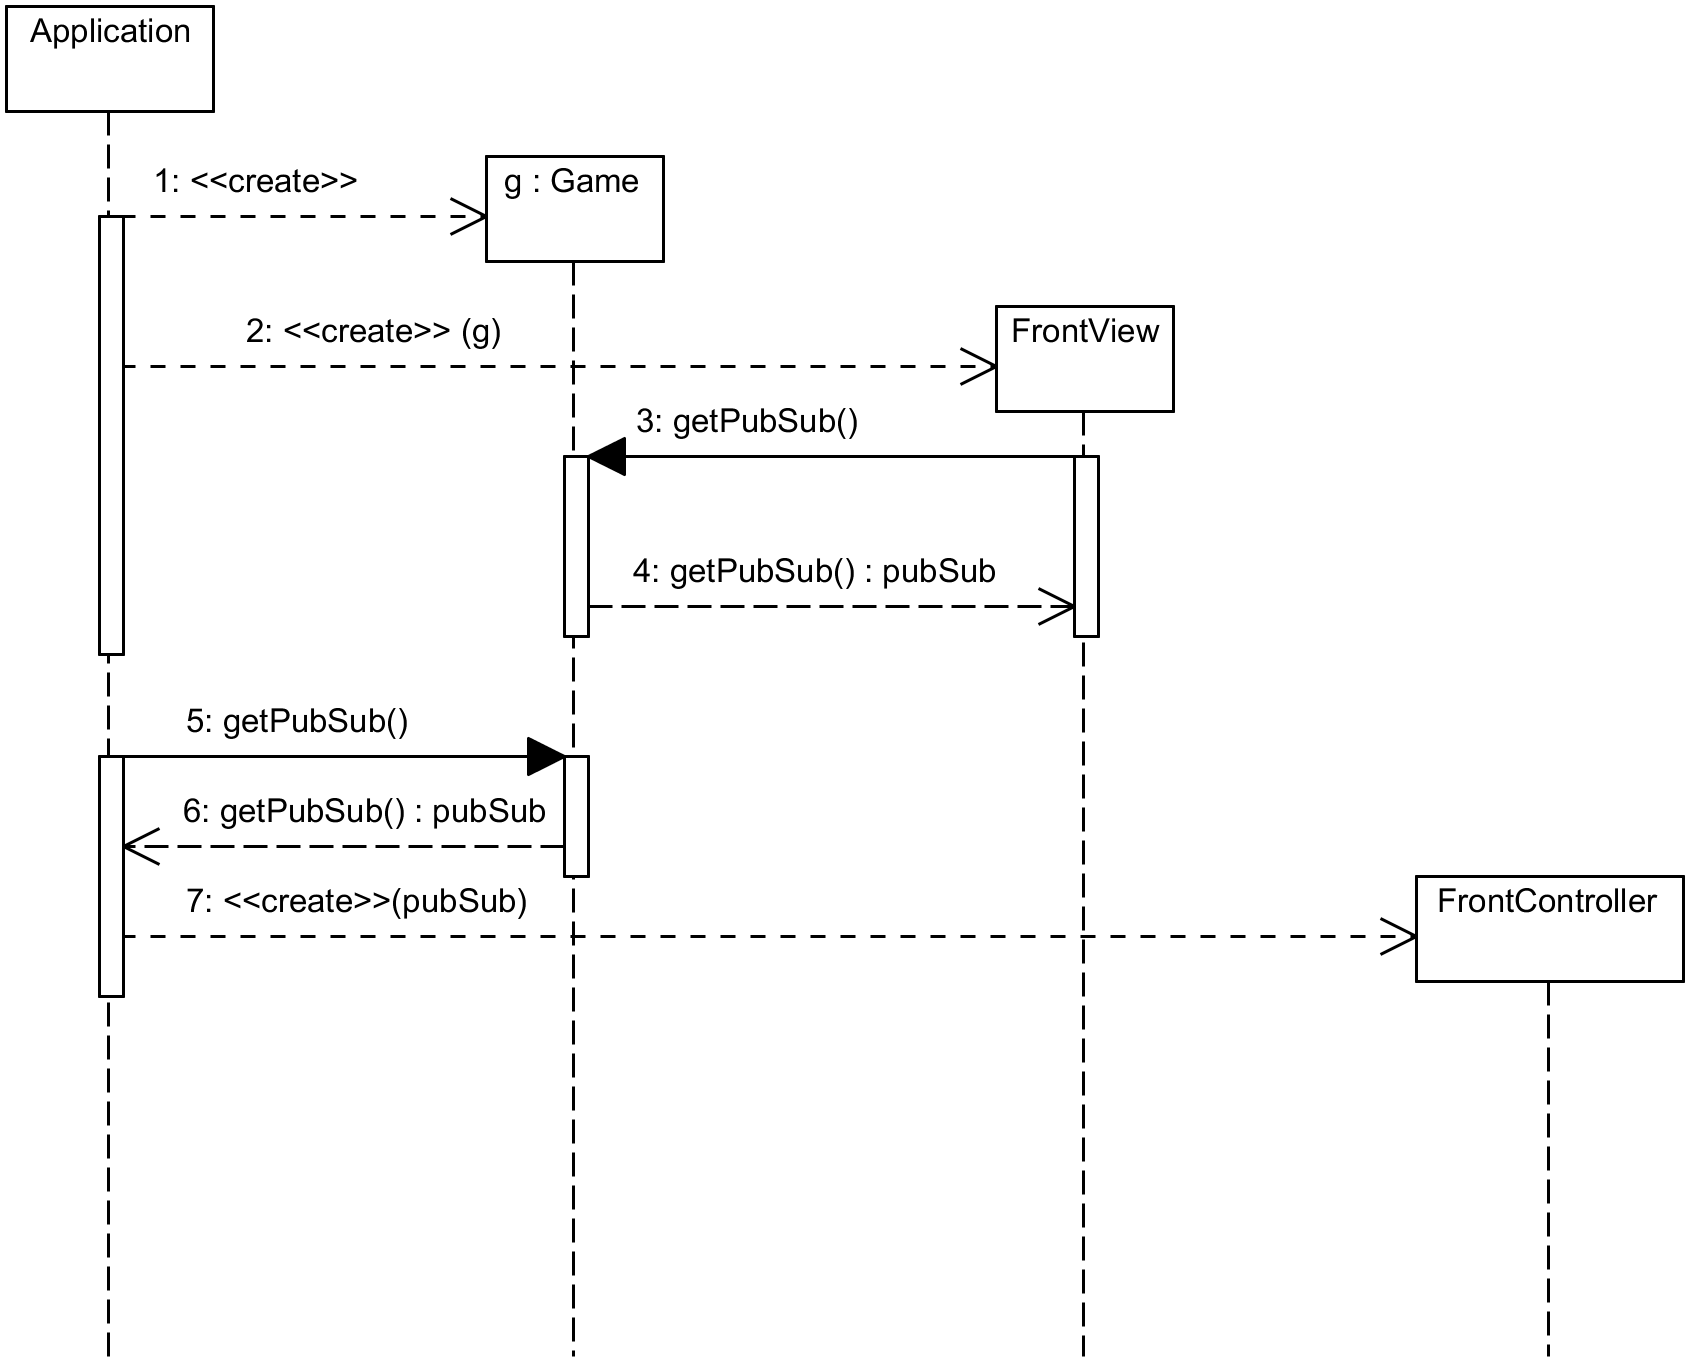 Application
1: <<create>>
g : Game
2: <<create>> (g)
FrontView
3: getPubSub()
4: getPubSub() : pubSub
5: getPubSub()
6: getPubSub() : pubSub
7: <<create>>(pubSub)
FrontController